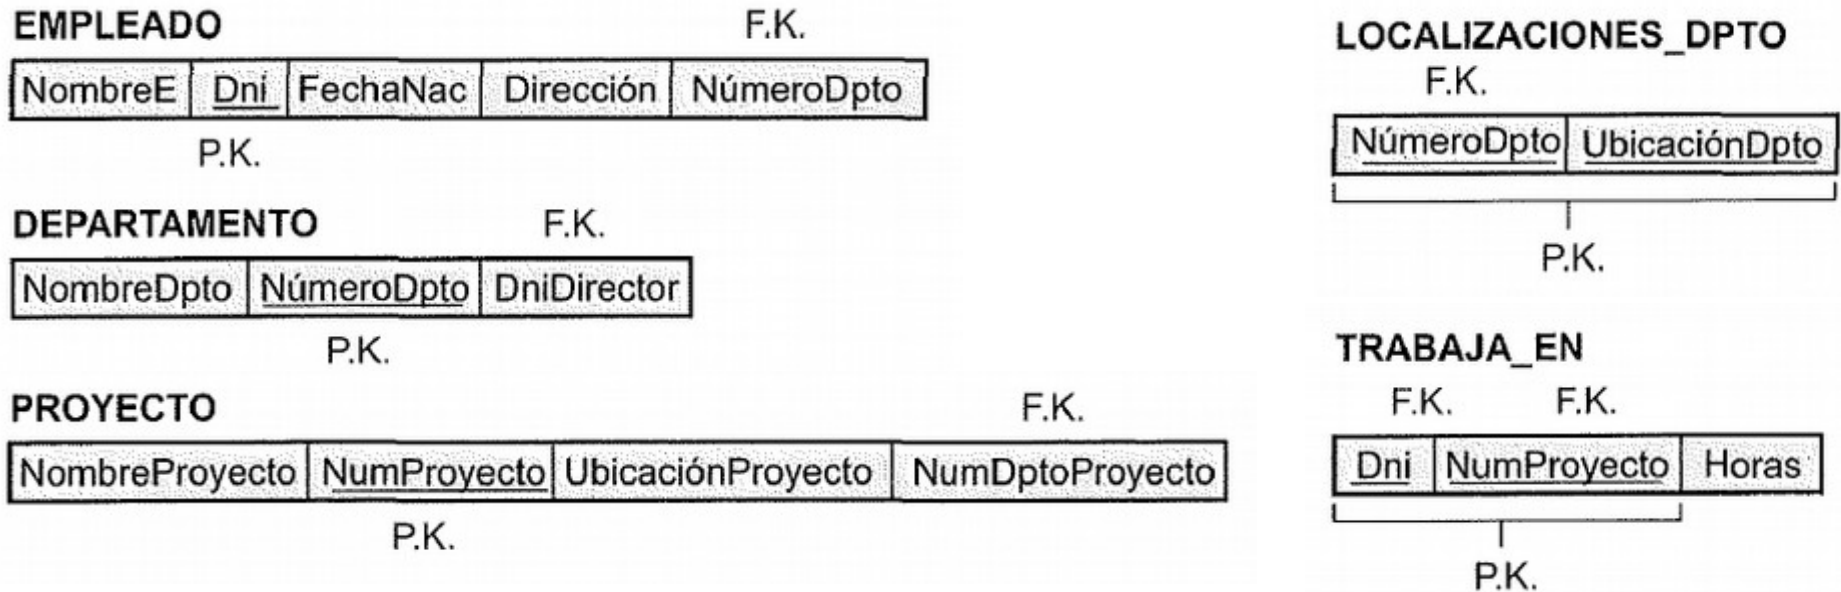 EMPLEADO
F.K.
NombreE Dni FechaNac Dirección NúmeroDpto
P.K.
DEPARTAMENTO
F.K.
NombreDpto NúmeroDpto DniDirector
P.K.
PROYECTO
F.K.
NombreProyecto NumProyecto UbicaciónProyecto NumDptoProyecto
P.K.
LOCALIZACIONES_DPTO
F.K.
NúmeroDpto UbicaciónDpto
P.K.
TRABAJA_EN
F.K. F.K.
Dni NumProyecto Horas
P.K.